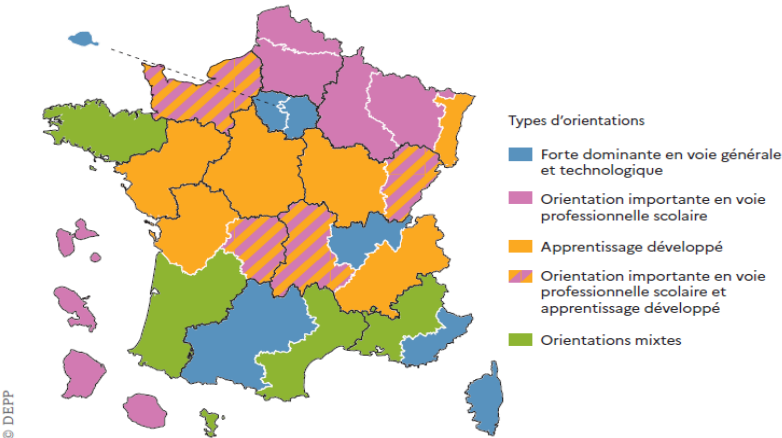 Types d'orientations
Forte dominante en voie générale
et technologique
Orientation importante en voie
professionnelle scolaire
Apprentissage développé
Orientation importante en voie
professionnelle scolaire et
apprentissage développé
Orientations mixtes
© DEPP